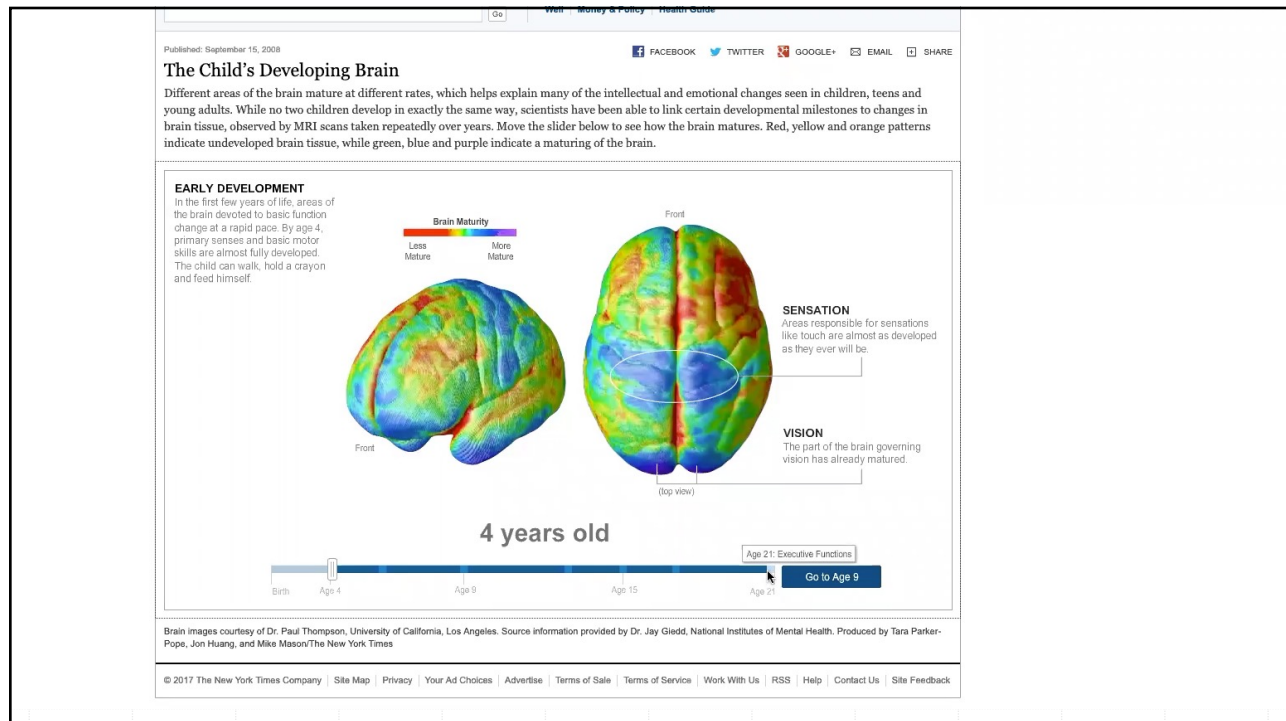 Go
Well Money & Policy Health Guide
Published: September 15, 2008
FACEBOOK TWITTER GOOGLE+ EMAIL SHARE
The Child's Developing Brain
Different areas of the brain mature at different rates, which helps explain many of the intellectual and emotional changes seen in children, teens and
young adults. While no two children develop in exactly the same way, scientists have been able to link certain developmental milestones to changes in
brain tissue, observed by MRI scans taken repeatedly over years. Move the slider below to see how the brain matures. Red, yellow and orange patterns
indicate undeveloped brain tissue, while green, blue and purple indicate a maturing of the brain.
EARLY DEVELOPMENT
In the first few years of life, areas of
the brain devoted to basic function
change at a rapid pace. By age 4,
primary senses and basic motor
skills are almost fully developed.
The child can walk, hold a crayon
and feed himself.
Brain Maturity
Less
Mature
More
Mature
Front
Front
SENSATION
Areas responsible for sensations
like touch are almost as developed
as they ever will be.
VISION
The part of the brain governing
vision has already matured.
(top view)
4 years old
Age 21: Executive Functions
Go to Age 9
Birth Age 4 Age 9 Age 15 Age 21
Brain images courtesy of Dr. Paul Thompson, University of California, Los Angeles. Source information provided by Dr. Jay Giedd, National Institutes of Mental Health. Produced by Tara Parker-
Pope, Jon Huang, and Mike Mason/The New York Times
© 2017 The New York Times Company Site Map Privacy Your Ad Choices Advertise Terms of Sale Terms of Service Work With Us RSS Help Contact Us Site Feedback